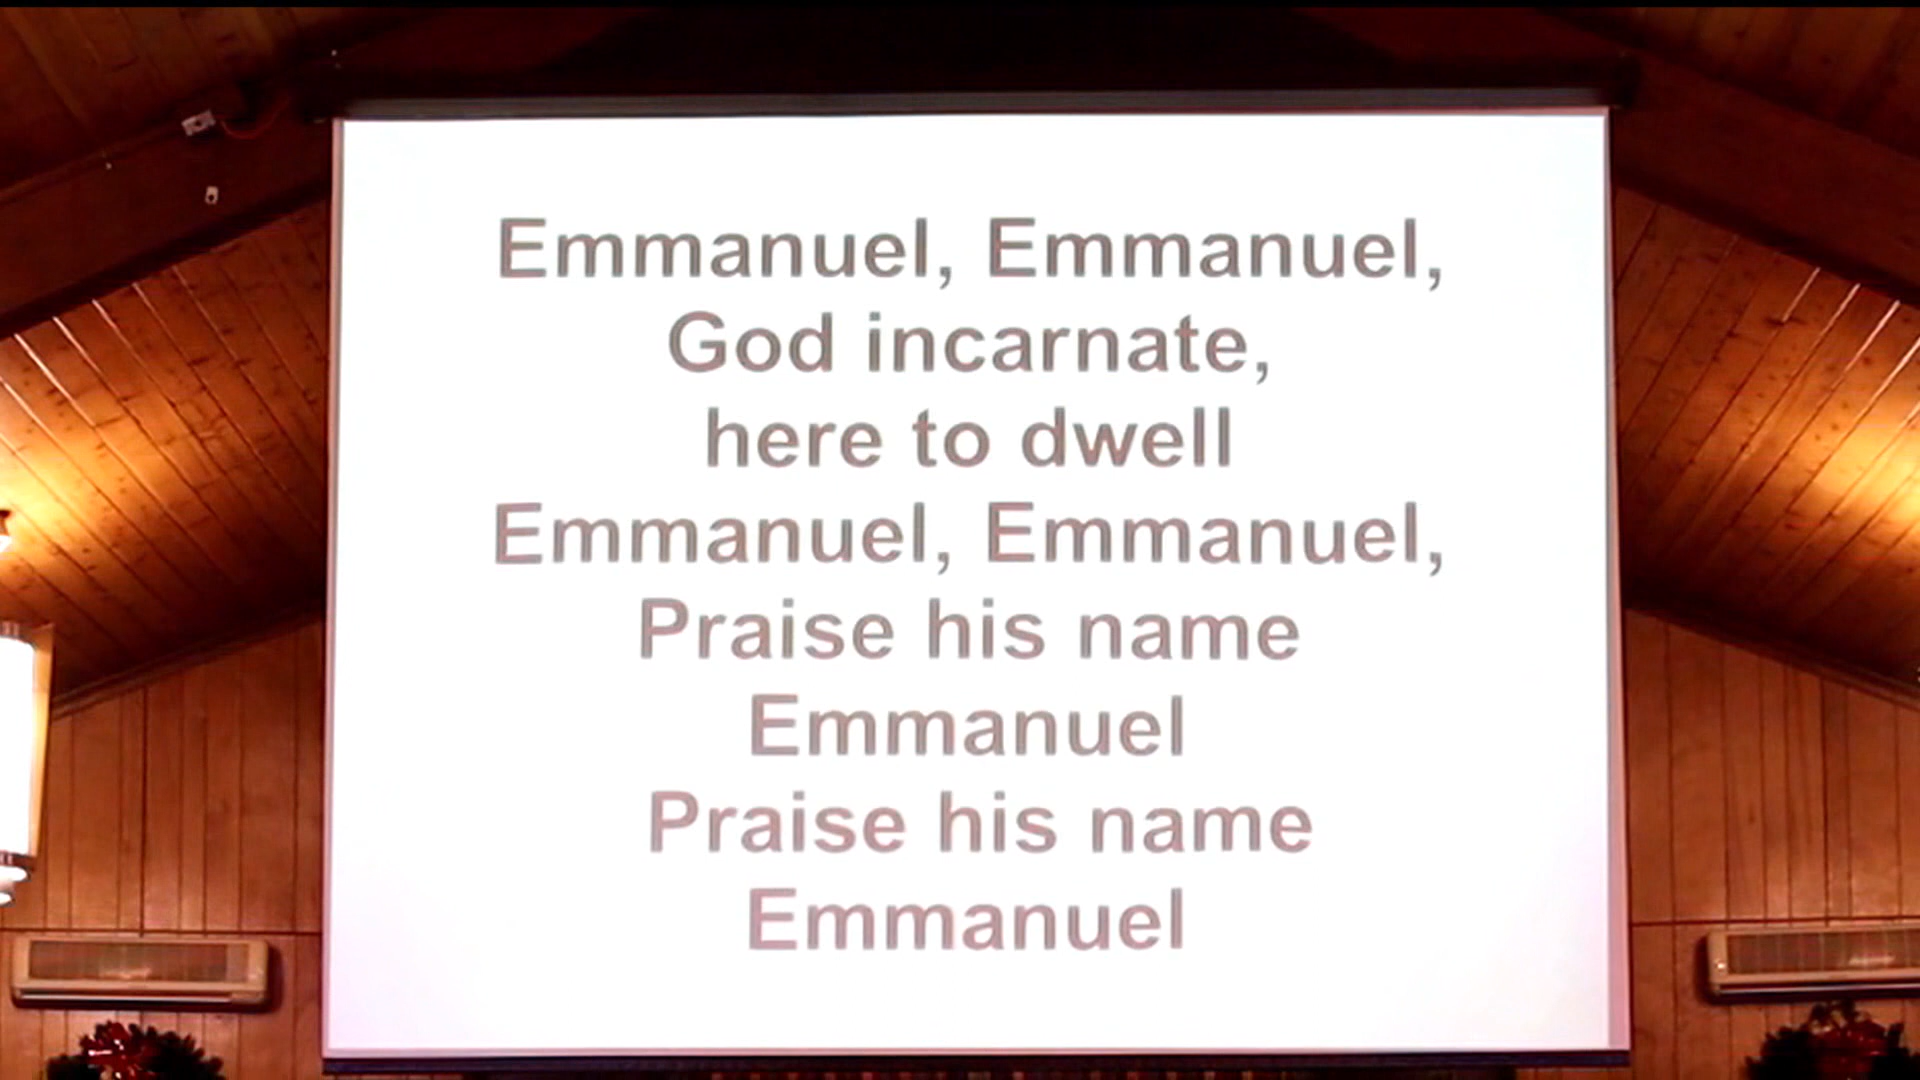 Emmanuel, Emmanuel,
God incarnate,
here to dwell
Emmanuel, Emmanuel,
Praise his name
Emmanuel
Praise his name
Emmanuel